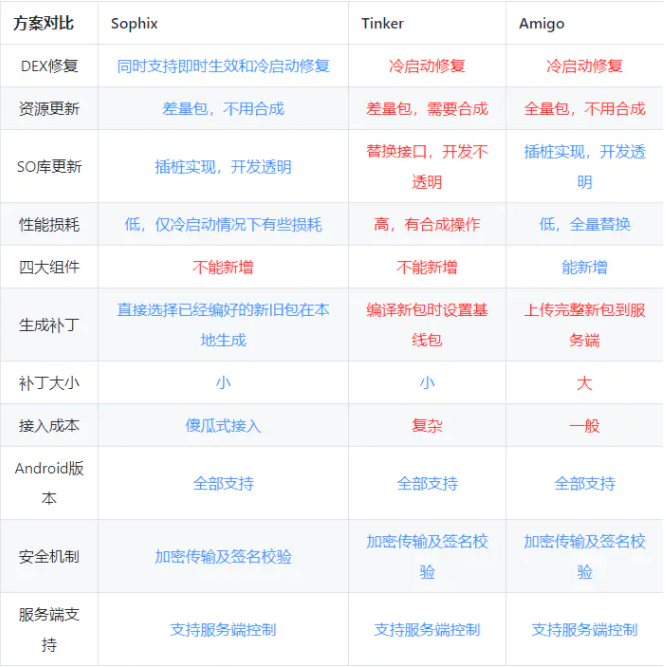 方案对比 Sophix Tinker Amigo
DEX修复 同时支持即时生效和冷启动修复 冷启动修复 冷启动修复
资源更新 差量包，不用合成 差量包，需要合成 全量包，不用合成
SO库更新 插桩实现，开发透明 替换接口，开发不
透明 插桩实现，开发透
明
性能损耗 低，仅冷启动情况下有些损耗 高，有合成操作 低，全量替换
四大组件 不能新增 不能新增 能新增
生成补丁 直接选择已经编好的新旧包在本
地生成 编译新包时设置基
线包 上传完整新包到服
务端
补丁大小 小 小 大
接入成本 傻瓜式接入 复杂 一般
Android版
本 全部支持 全部支持 全部支持
安全机制 加密传输及签名校验 加密传输及签名校
验 加密传输及签名校
验
服务端支
持 支持服务端控制 支持服务端控制 支持服务端控制